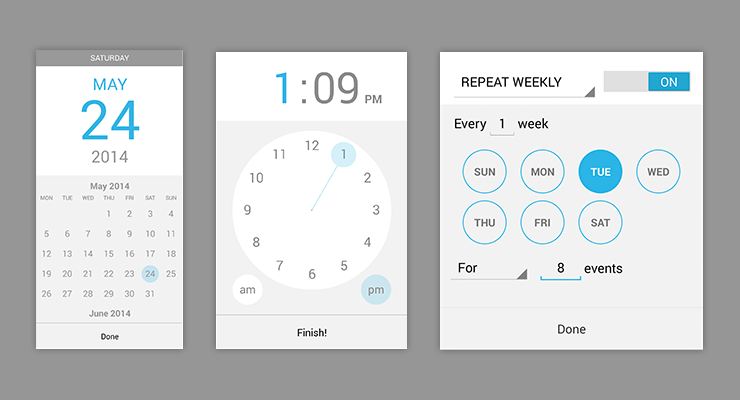 SATURDAY
MAY
24
2014
May 2014
MON TUE WED THU FRI SAT SUN
1 2 3 4
5 6 7 8 9 10 11
12 13 14 15 16 17 18
19 20 21 22 23 24 25
26 27 28 29 30 31
June 2014
Done
1:09 PM
12
11 1
10 2
9 3
8 4
7 5
6
am pm
Finish!
REPEAT WEEKLY ON
Every 1 week
SUN MON TUE WED
THU FRI SAT
For 8 events
Done